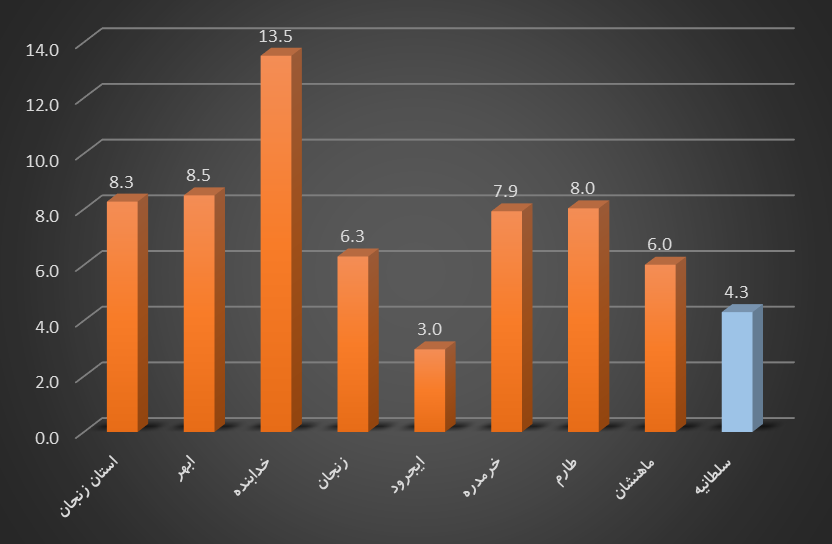 14.0
12.0
10.0
8.0
6.0
4.0
2.0
0.0
8.3
8.5
13.5
6.3
3.0
7.9
8.0
6.0
4.3
استان زنجان
ابهر
خدابنده
زنجان
ایجرود
خرمدره
طارم
ماهنشان
سلطانیه